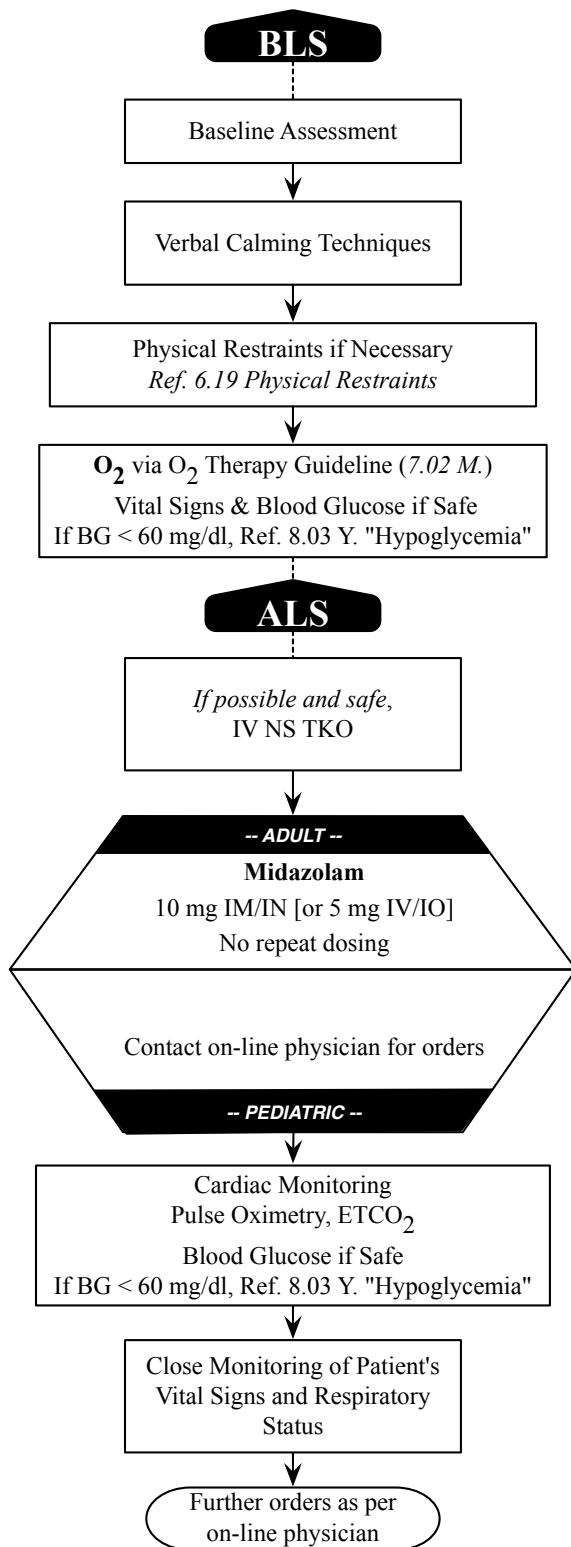 BLS
Baseline Assessment
Verbal Calming Techniques
Physical Restraints if Necessary
Ref. 6.19 Physical Restraints
O2 via O2 Therapy Guideline (7.02 M.)
Vital Signs & Blood Glucose if Safe
If BG < 60 mg/dl, Ref. 8.03 Y. "Hypoglycemia"
ALS
If possible and safe,
IV NS TKO
-- ADULT --
Midazolam
10 mg IM/IN [or 5 mg IV/IO]
No repeat dosing
Contact on-line physician for orders
-- PEDIATRIC --
Cardiac Monitoring
Pulse Oximetry, ETCO2
Blood Glucose if Safe
If BG < 60 mg/dl, Ref. 8.03 Y. "Hypoglycemia"
Close Monitoring of Patient's
Vital Signs and Respiratory
Status
Further orders as per
on-line physician